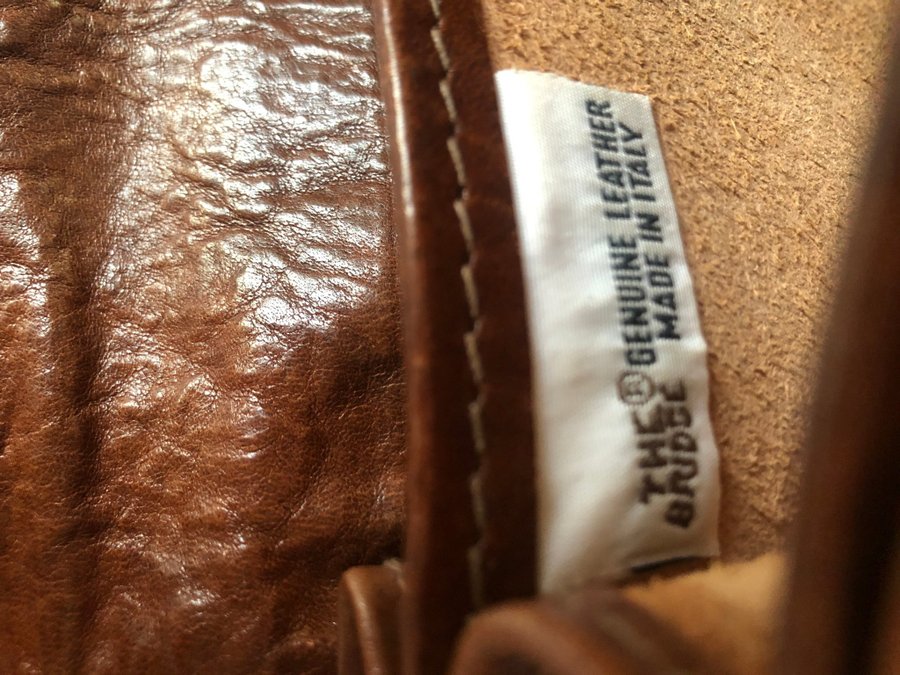 THE® GENUINE LEATHER
BRIDGE MADE IN ITALY